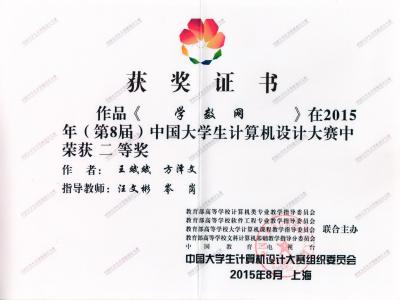 获奖证书
作品《 学教网 》在2015
年（第8届）中国大学生计算机设计大赛中
荣获 二 等奖
作 者： 王斌斌 方泽文
指导教师： 汪文彬 岑岗
教育部高等学校计算机类专业教学指导委员会
教育部高等学校软件工程专业教学指导委员会
教育部高等学校大学计算机课程教学指导委员会 联合主办
教育部高等学校文科计算机基础教学指导分委员会
中国教育电视台
中国大学生计算机设计大赛组织委员会
2015年8月 上海